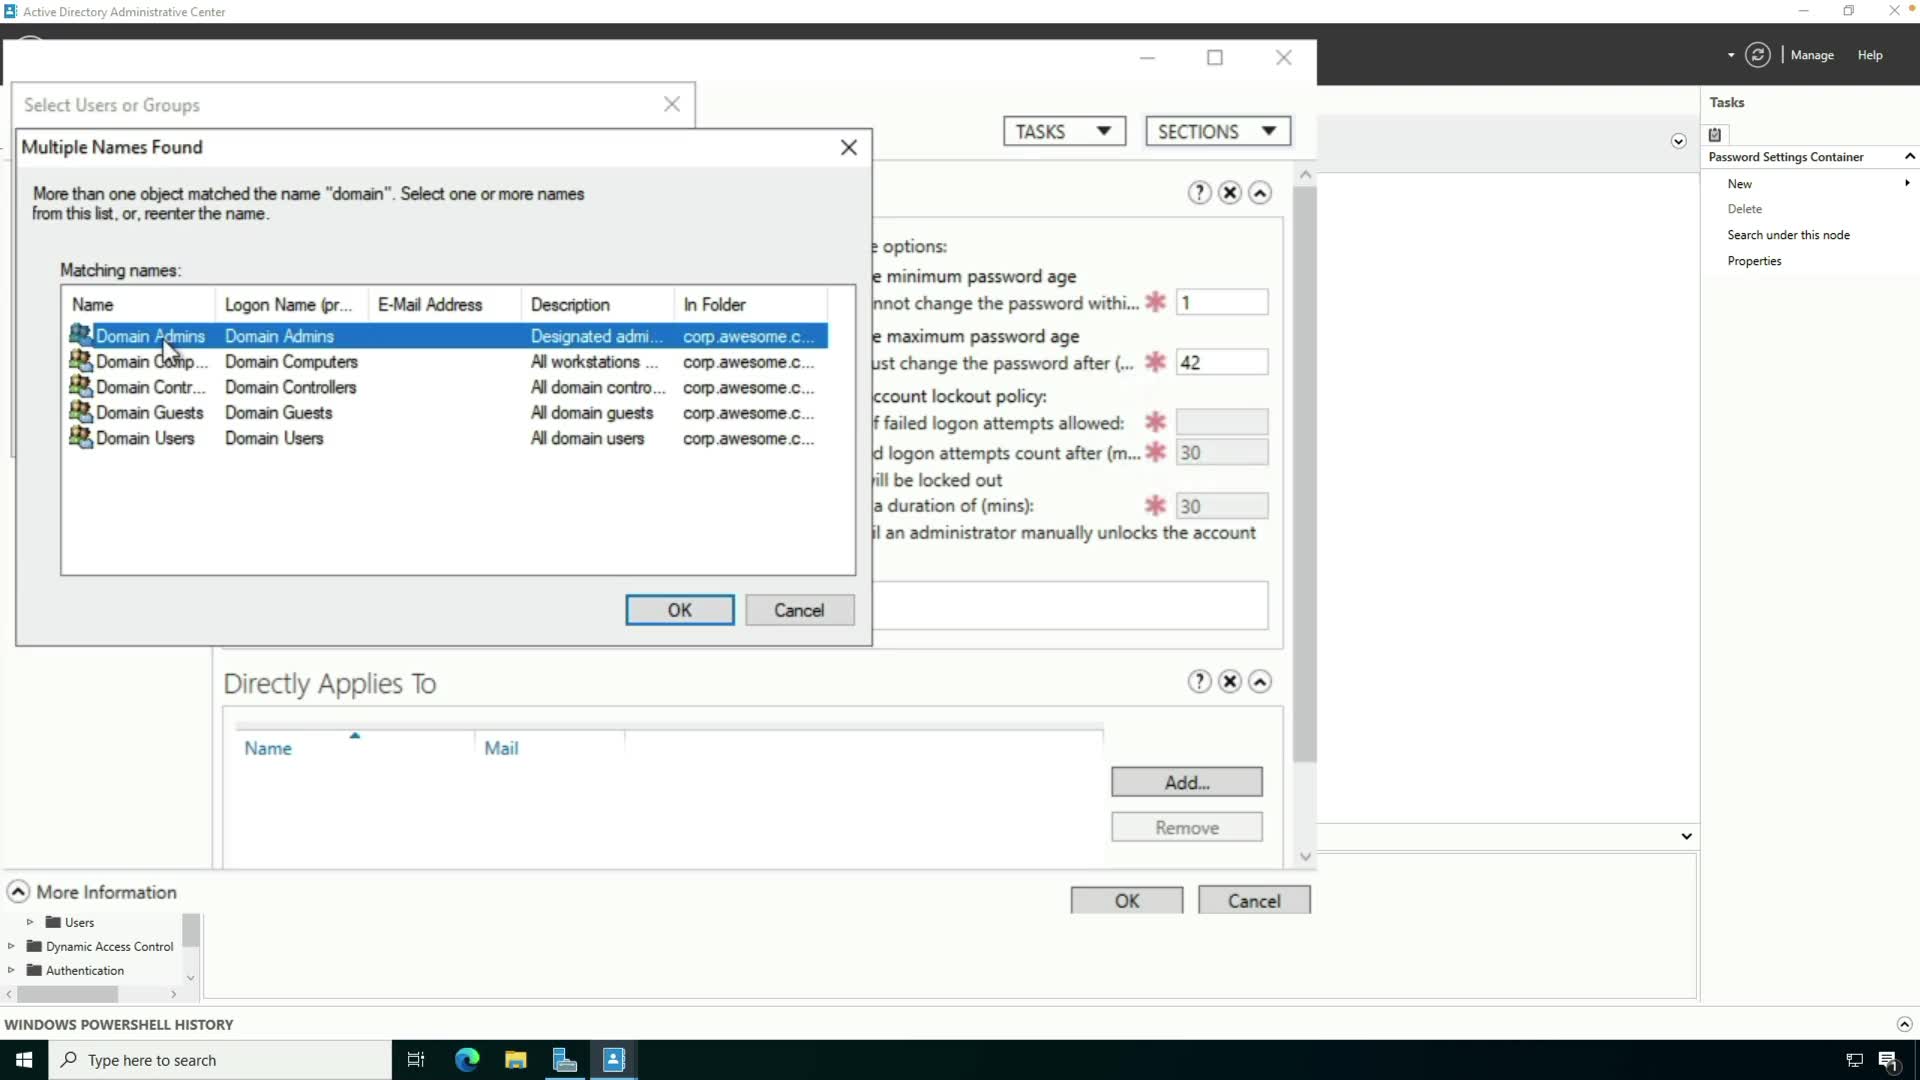 Active Directory Administrative Center
Manage
Help
Select Users or Groups
Multiple Names Found
More than one object matched the name "domain". Select one or more names
from this list, or, reenter the name.
Matching names:
Name Logon Name (pr... E-Mail Address Description In Folder
Domain Admins Domain Admins Designated admi... corp.awesome.c...
Domain Comp... Domain Computers All workstations ... corp.awesome.c...
Domain Contr... Domain Controllers All domain contro... corp.awesome.c...
Domain Guests Domain Guests All domain guests corp.awesome.c...
Domain Users Domain Users All domain users corp.awesome.c...
OK
Cancel
TASKS
SECTIONS
e options:
e minimum password age
nnot change the password withi... * 1
e maximum password age
ust change the password after (... * 42
ccount lockout policy:
f failed logon attempts allowed: *
d logon attempts count after (m... * 30
ill be locked out
a duration of (mins): * 30
il an administrator manually unlocks the account
Directly Applies To
Name Mail
Add...
Remove
More Information
OK
Cancel
Users
Dynamic Access Control
Authentication
Tasks
Password Settings Container
New
Delete
Search under this node
Properties
WINDOWS POWERSHELL HISTORY
Type here to search
1